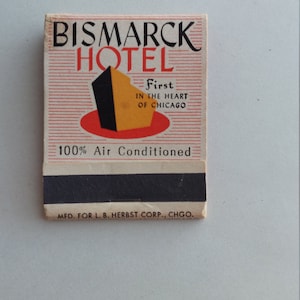 BISMARCK
HOTEL
First
IN THE HEART
OF CHICAGO
100% Air Conditioned
MFD. FOR L. B. HERBST CORP., CHGO.